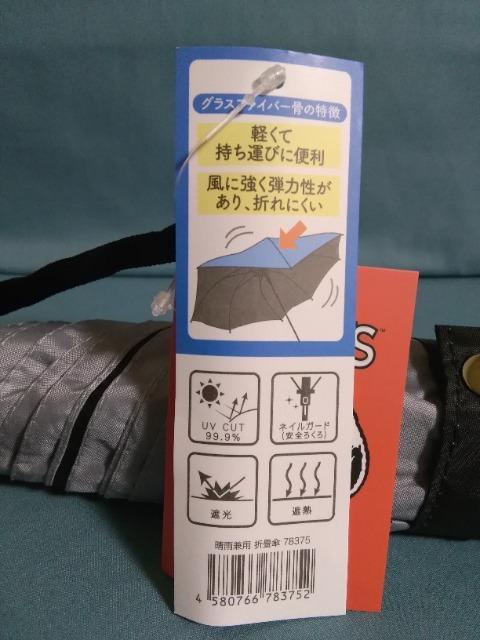 グラスファイバー骨の特徴
軽くて
持ち運びに便利
風に強く弾力性が
あり、折れにくい
S™
UV CUT
99.9%
ネイルガード
(安全ろくろ)
遮光
遮熱
晴雨兼用 折畳傘 78375
4 580766 783752